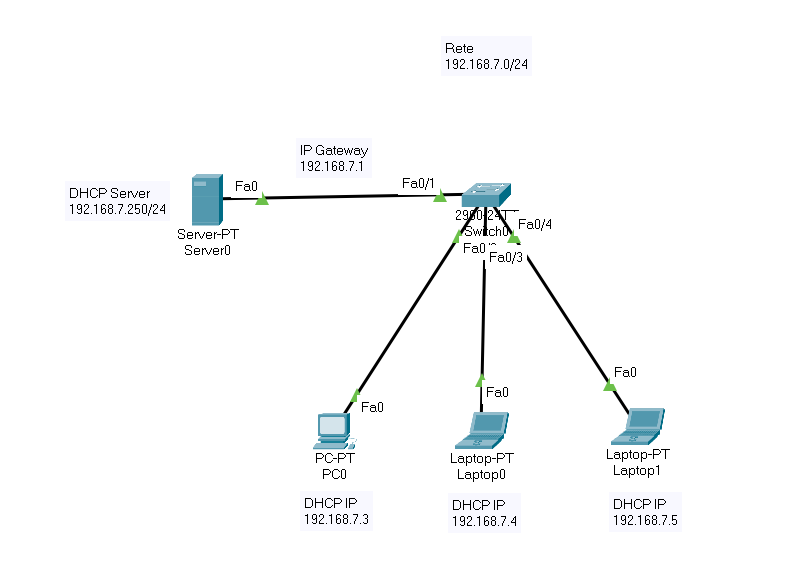 Rete
192.168.7.0/24
IP Gateway
192.168.7.1
DHCP Server
192.168.7.250/24
Fa0
Fa0/1
Server-PT
Server0
2960-24TT
Switch0
Fa0/2
Fa0/3
Fa0/4
Fa0
Fa0
Fa0
PC-PT
PC0
Laptop-PT
Laptop0
Laptop-PT
Laptop1
DHCP IP
192.168.7.3
DHCP IP
192.168.7.4
DHCP IP
192.168.7.5